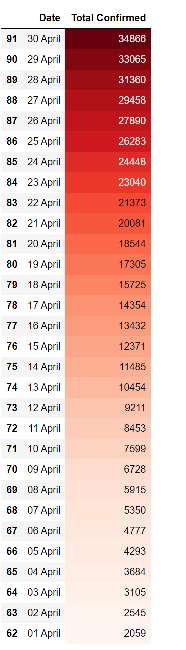 Date Total Confirmed
91 30 April 34866
90 29 April 33065
89 28 April 31360
88 27 April 29458
87 26 April 27890
86 25 April 26283
85 24 April 24448
84 23 April 23040
83 22 April 21373
82 21 April 20081
81 20 April 18544
80 19 April 17305
79 18 April 15725
78 17 April 14354
77 16 April 13432
76 15 April 12371
75 14 April 11485
74 13 April 10454
73 12 April 9211
72 11 April 8453
71 10 April 7599
70 09 April 6728
69 08 April 5915
68 07 April 5350
67 06 April 4777
66 05 April 4293
65 04 April 3684
64 03 April 3105
63 02 April 2545
62 01 April 2059